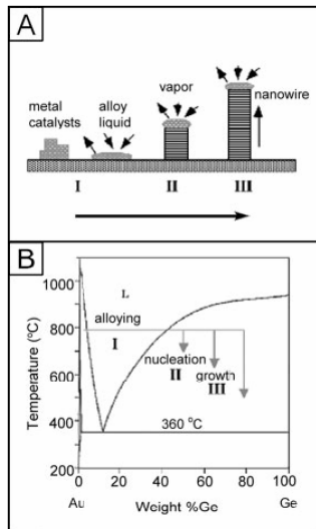 A
metal
catalysts
alloy
liquid
vapor
nanowire
I
II
III
B
L
alloying
I
nucleation
II
growth
III
360 °C
Temperature (°C)
1000
800
600
400
200
0 20 40 60 80 100
Au
Weight %Ge
Ge